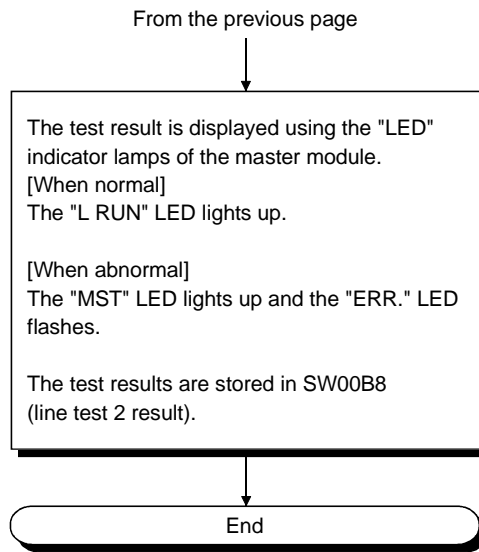 From the previous page
The test result is displayed using the "LED"
indicator lamps of the master module.
[When normal]
The "L RUN" LED lights up.
[When abnormal]
The "MST" LED lights up and the "ERR." LED
flashes.
The test results are stored in SW00B8
(line test 2 result).
End